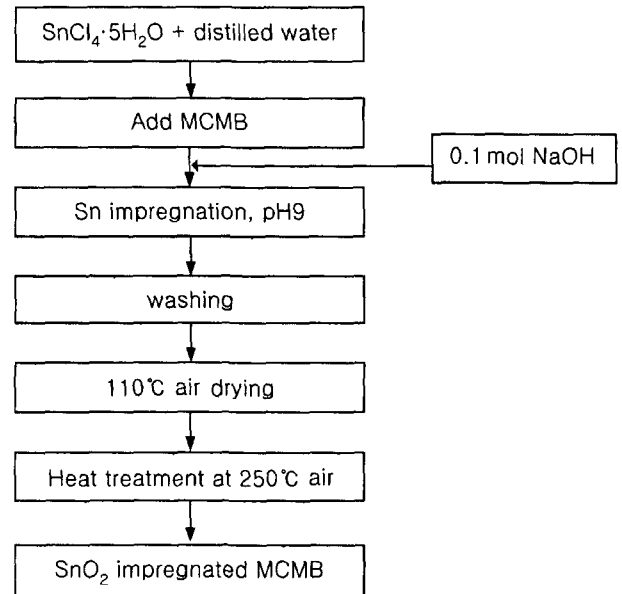 SnCl₄·5H₂O + distilled water
Add MCMB
0.1 mol NaOH
Sn impregnation, pH9
washing
110℃ air drying
Heat treatment at 250℃ air
SnO₂ impregnated MCMB